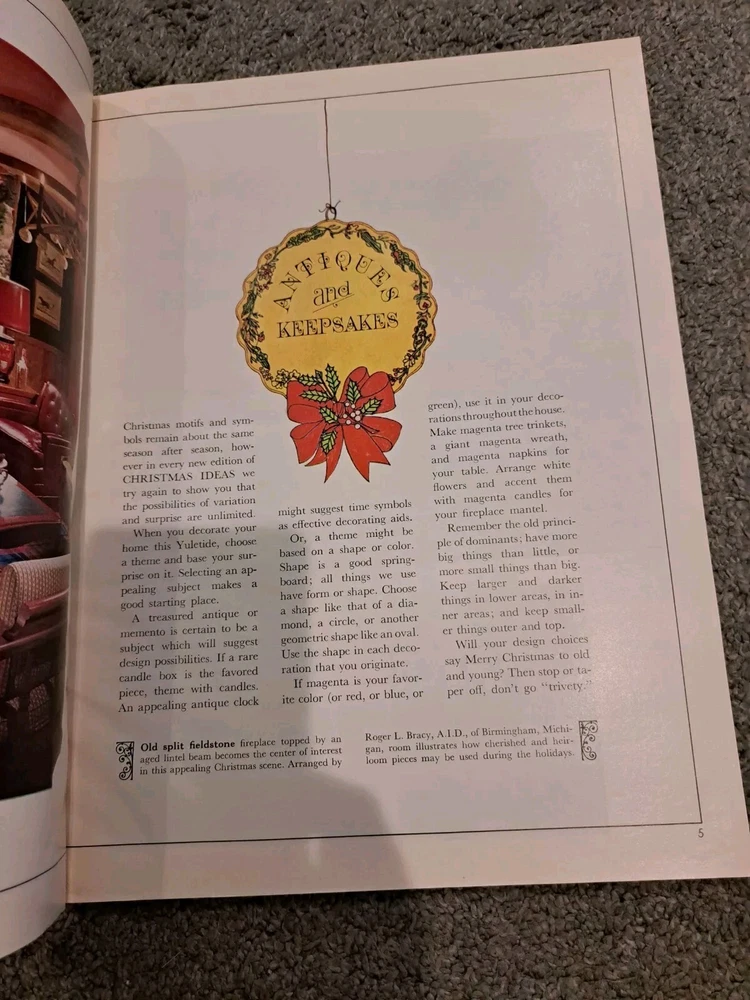 ANTIQUES
and
KEEPSAKES
Christmas motifs and sym-
bols remain about the same
season after season, how-
ever in every new edition of
CHRISTMAS IDEAS we
try again to show you that
the possibilities of variation
and surprise are unlimited.
When you decorate your
home this Yuletide, choose
a theme and base your sur-
prise on it. Selecting an ap-
pealing subject makes a
good starting place.
A treasured antique or
memento is certain to be a
subject which will suggest
design possibilities. If a rare
candle box is the favored
piece, theme with candles.
An appealing antique clock
might suggest time symbols
as effective decorating aids.
Or, a theme might be
based on a shape or color.
Shape is a good spring-
board; all things we use
have form or shape. Choose
a shape like that of a dia-
mond, a circle, or another
geometric shape like an oval.
Use the shape in each deco-
ration that you originate.
If magenta is your favor-
ite color (or red, or blue, or
green), use it in your deco-
rations throughout the house.
Make magenta tree trinkets,
a giant magenta wreath,
and magenta napkins for
your table. Arrange white
flowers and accent them
with magenta candles for
your fireplace mantel.
Remember the old princi-
ple of dominants; have more
big things than little, or
more small things than big.
Keep larger and darker
things in lower areas, in in-
ner areas; and keep small-
er things outer and top.
Will your design choices
say Merry Christmas to old
and young? Then stop or ta-
per off, don't go "trivety."
Old split fieldstone fireplace topped by an
aged lintel beam becomes the center of interest
in this appealing Christmas scene. Arranged by
Roger L. Bracy, A.I.D., of Birmingham, Michi-
gan, room illustrates how cherished and heir-
loom pieces may be used during the holidays.
5